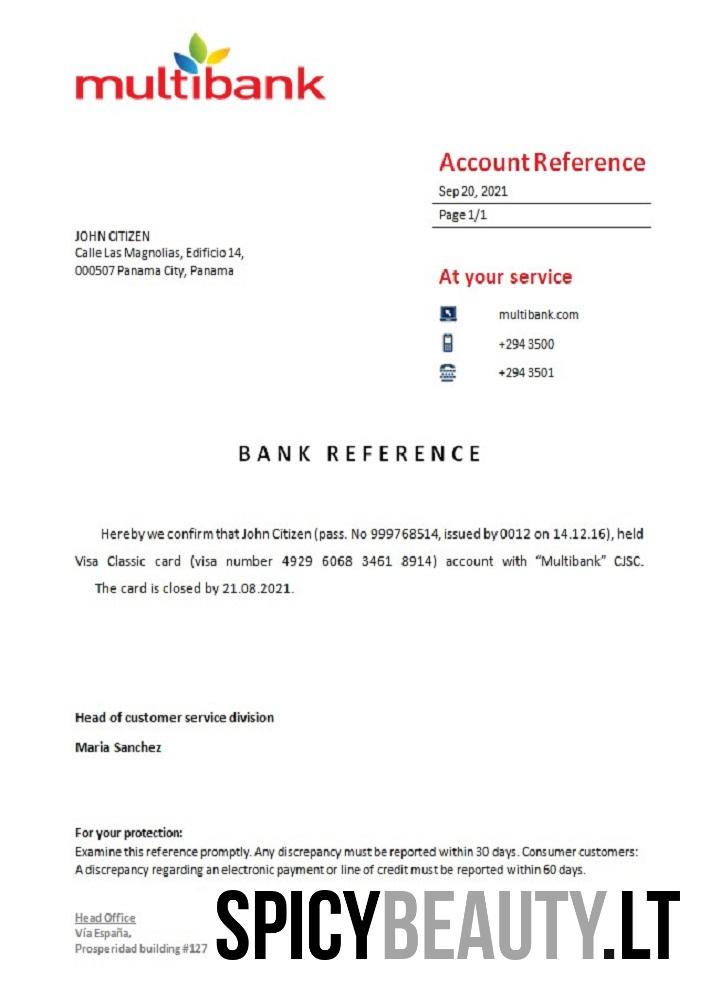 multibank
Account Reference
Sep 20, 2021
Page 1/1
JOHN CITIZEN
Calle Las Magnolias, Edificio 14,
000507 Panama City, Panama
At your service
multibank.com
+294 3500
+294 3501
BANK REFERENCE
Hereby we confirm that John Citizen (pass. No 999768514, issued by 0012 on 14.12.16), held
Visa Classic card (visa number 4929 6068 3461 8914) account with “Multibank” CJSC.
The card is closed by 21.08.2021.
Head of customer service division
Maria Sanchez
For your protection:
Examine this reference promptly. Any discrepancy must be reported within 30 days. Consumer customers:
A discrepancy regarding an electronic payment or line of credit must be reported within 60 days.
Head Office
Vía España,
Prosperidad building #127
SPICYBEAUTY.LT